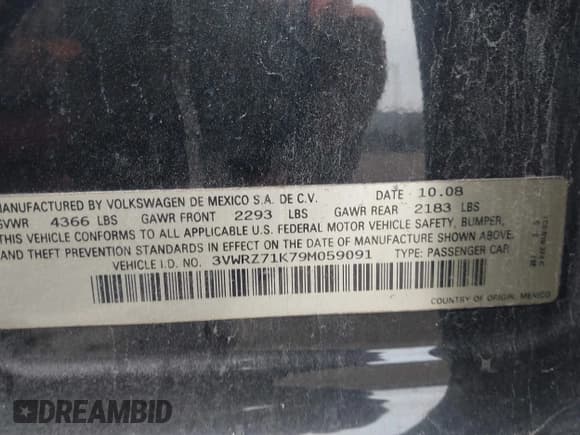 MANUFACTURED BY VOLKSWAGEN DE MEXICO S.A. DE C.V. DATE 10.08
GVWR 4366 LBS GAWR FRONT 2293 LBS GAWR REAR 2183 LBS
THIS VEHICLE CONFORMS TO ALL APPLICABLE U.S. FEDERAL MOTOR VEHICLE SAFETY, BUMPER,
AND THEFT PREVENTION STANDARDS IN EFFECT ON THE DATE OF MANUFACTURE SHOWN ABOVE.
VEHICLE I.D. NO. 3VWRZ71K79M059091 TYPE: PASSENGER CAR
COUNTRY OF ORIGIN, MEXICO
DREAMBID